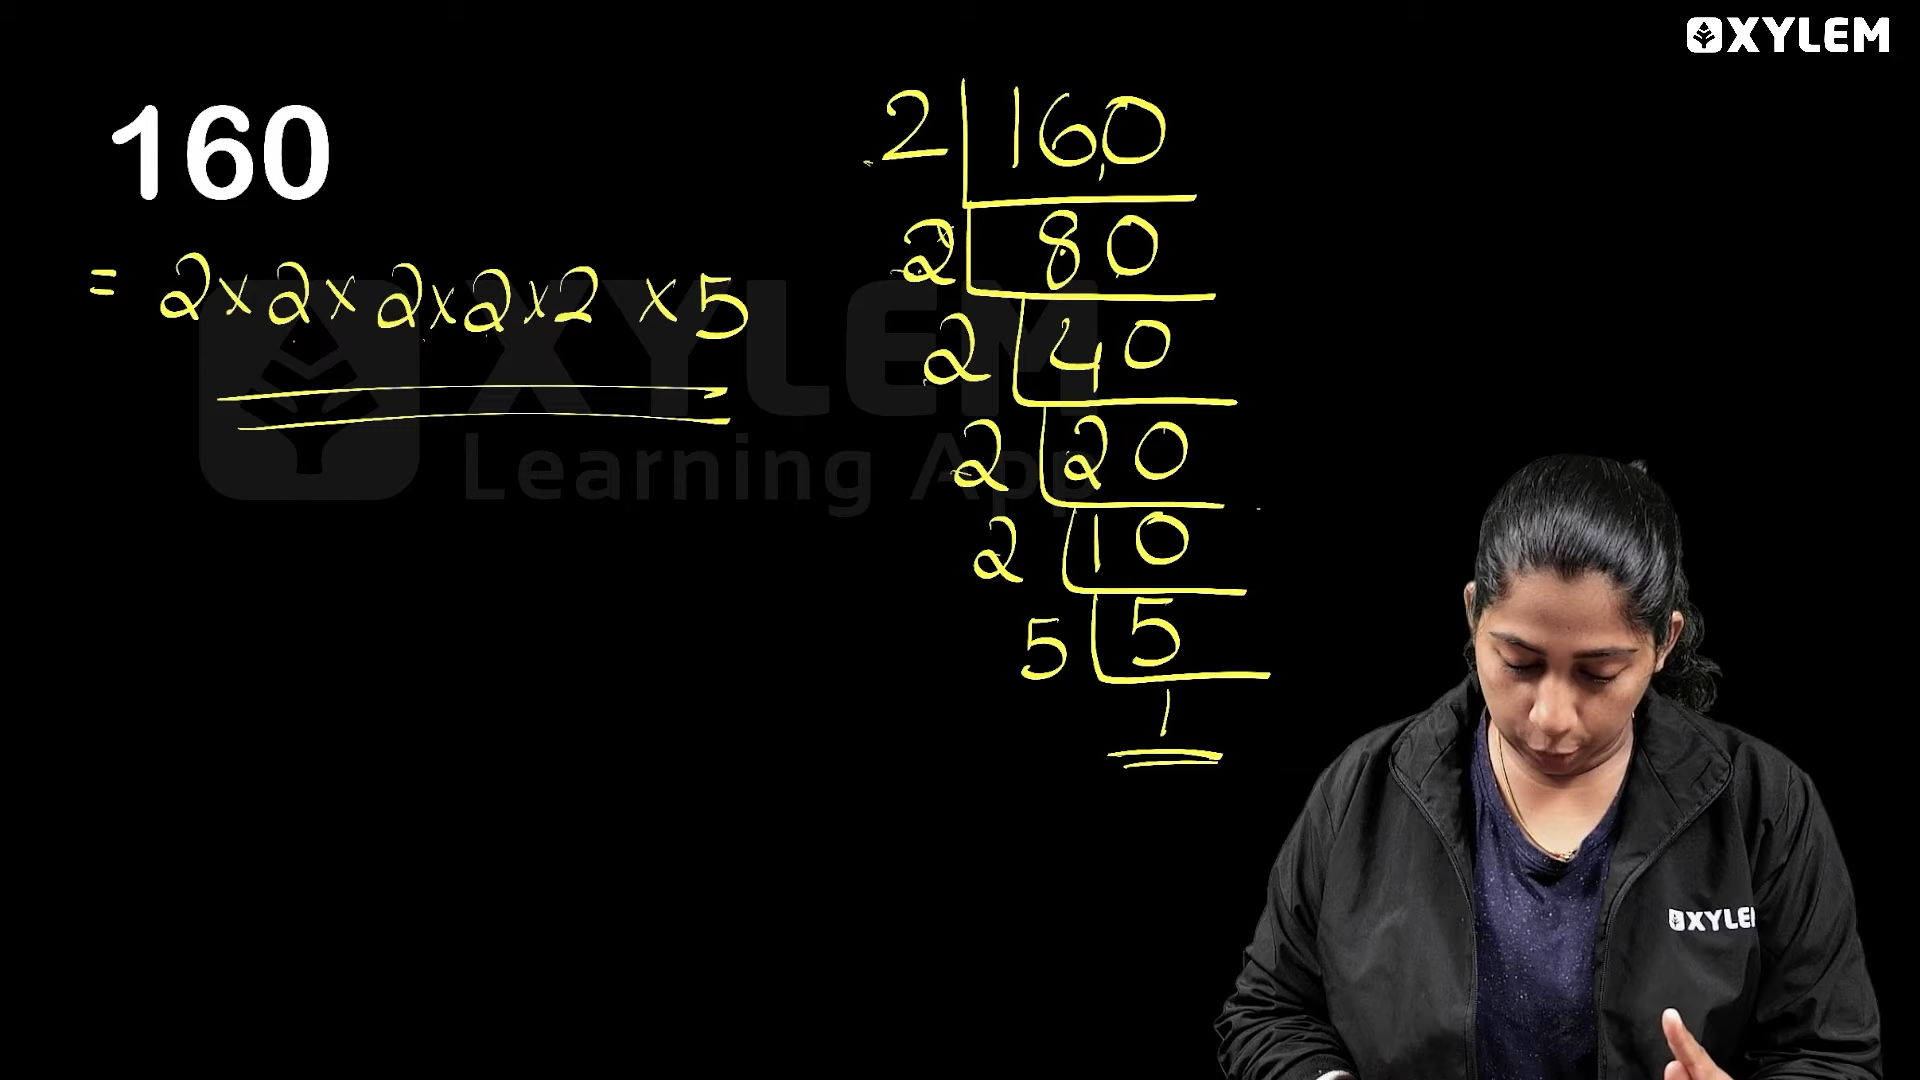 XYLEM
160
= 2 x 2 x 2 x 2 x 2 x 5
2 | 160
2 | 80
2 | 40
2 | 20
2 | 10
5 | 5
1
XYLEM
Learning App
XYLEM